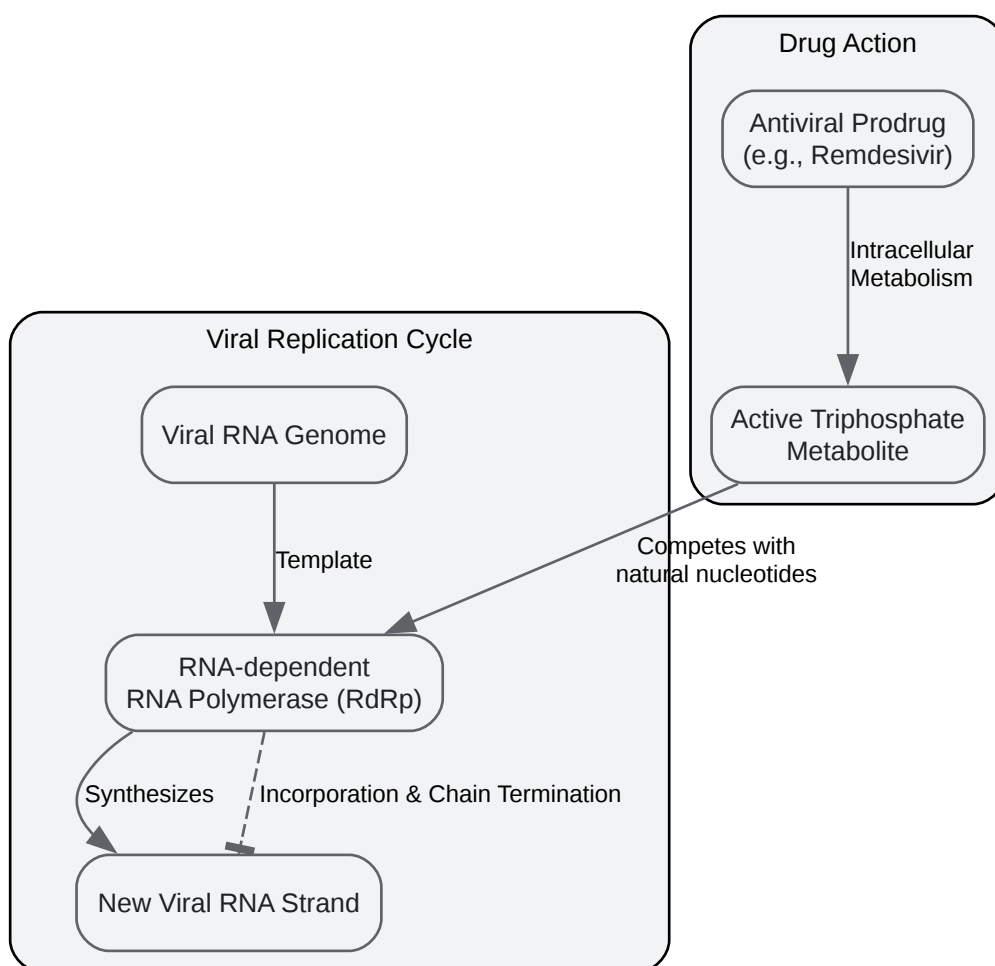 Drug Action
Antiviral Prodrug
(e.g., Remdesivir)
Intracellular
Metabolism
Active Triphosphate
Metabolite
Competes with
natural nucleotides
Viral Replication Cycle
Viral RNA Genome
Template
RNA-dependent
RNA Polymerase (RdRp)
Synthesizes
Incorporation & Chain Termination
New Viral RNA Strand